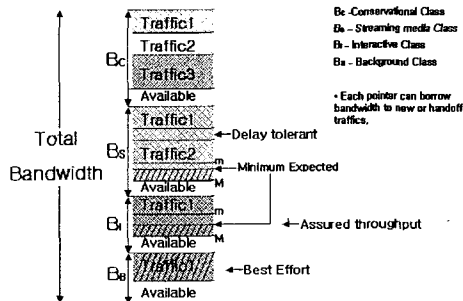 Total
Bandwidth
Bc
Traffic1
Traffic2
Traffic3
Available
Bs
Traffic1
Delay tolerant
Traffic2
m
Minimum Expected
M
Available
BI
Traffic1
m
Assured throughput
M
Available
BB
Traffic1
Best Effort
Available
Bc -Conservational Class
Bs - Streaming media Class
BI - Interactive Class
BB - Background Class
• Each pointer can borrow
bandwidth to new or handoff
traffics.